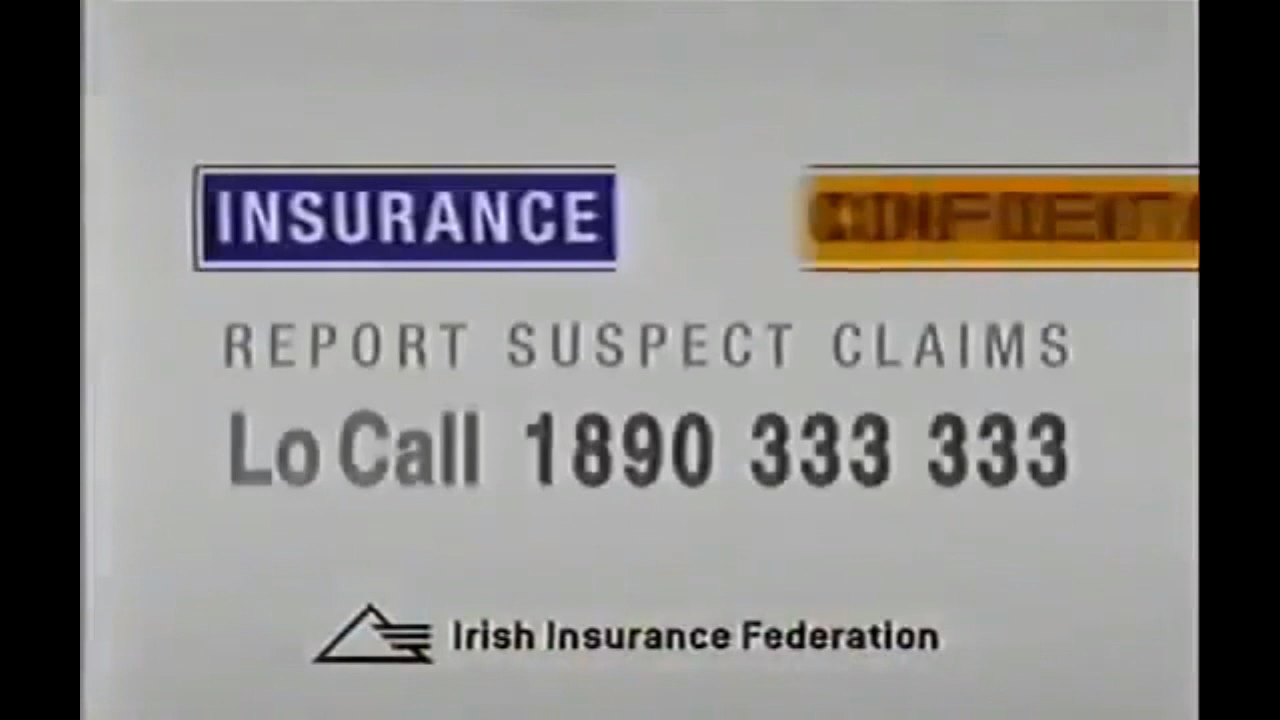 INSURANCE
REPORT SUSPECT CLAIMS
LoCall 1890 333 333
Irish Insurance Federation